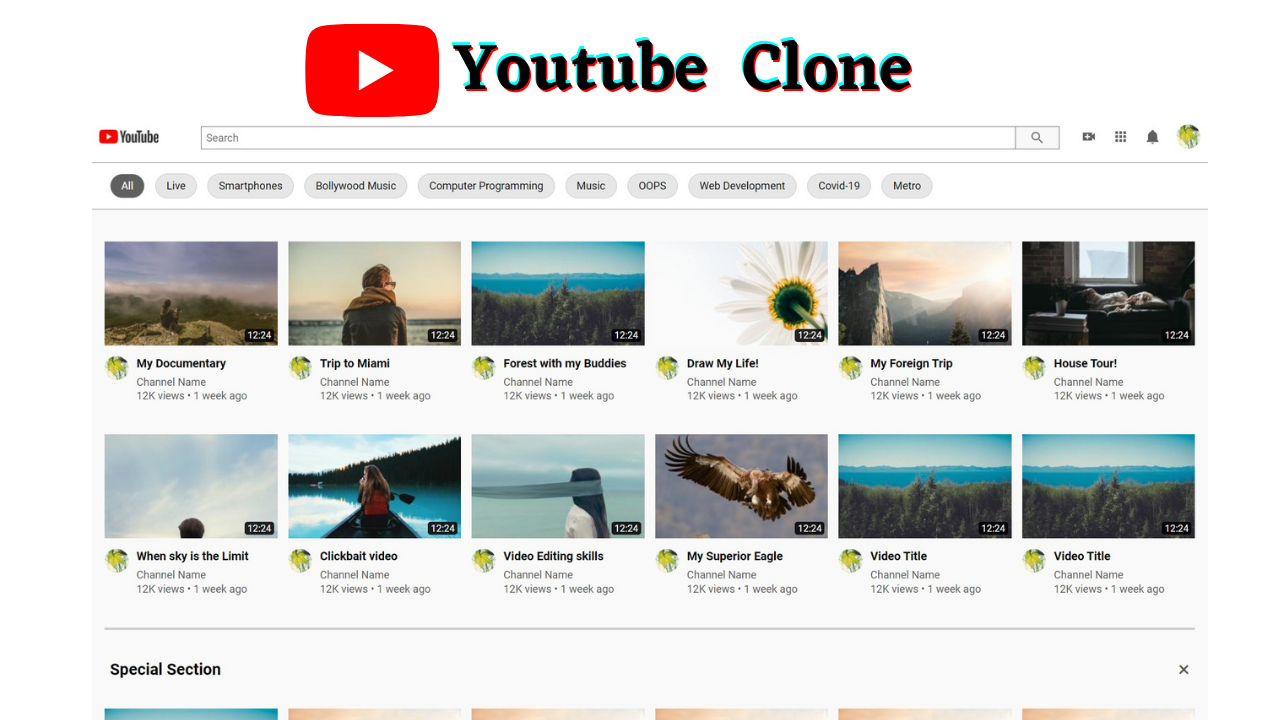 Youtube Clone
YouTube
Search
All Live Smartphones Bollywood Music Computer Programming Music OOPS Web Development Covid-19 Metro
12:24 12:24 12:24 12:24 12:24 12:24
My Documentary Trip to Miami Forest with my Buddies Draw My Life! My Foreign Trip House Tour!
Channel Name Channel Name Channel Name Channel Name Channel Name Channel Name
12K views • 1 week ago 12K views • 1 week ago 12K views • 1 week ago 12K views • 1 week ago 12K views • 1 week ago 12K views • 1 week ago
12:24 12:24 12:24 12:24 12:24 12:24
When sky is the Limit Clickbait video Video Editing skills My Superior Eagle Video Title Video Title
Channel Name Channel Name Channel Name Channel Name Channel Name Channel Name
12K views • 1 week ago 12K views • 1 week ago 12K views • 1 week ago 12K views • 1 week ago 12K views • 1 week ago 12K views • 1 week ago
Special Section